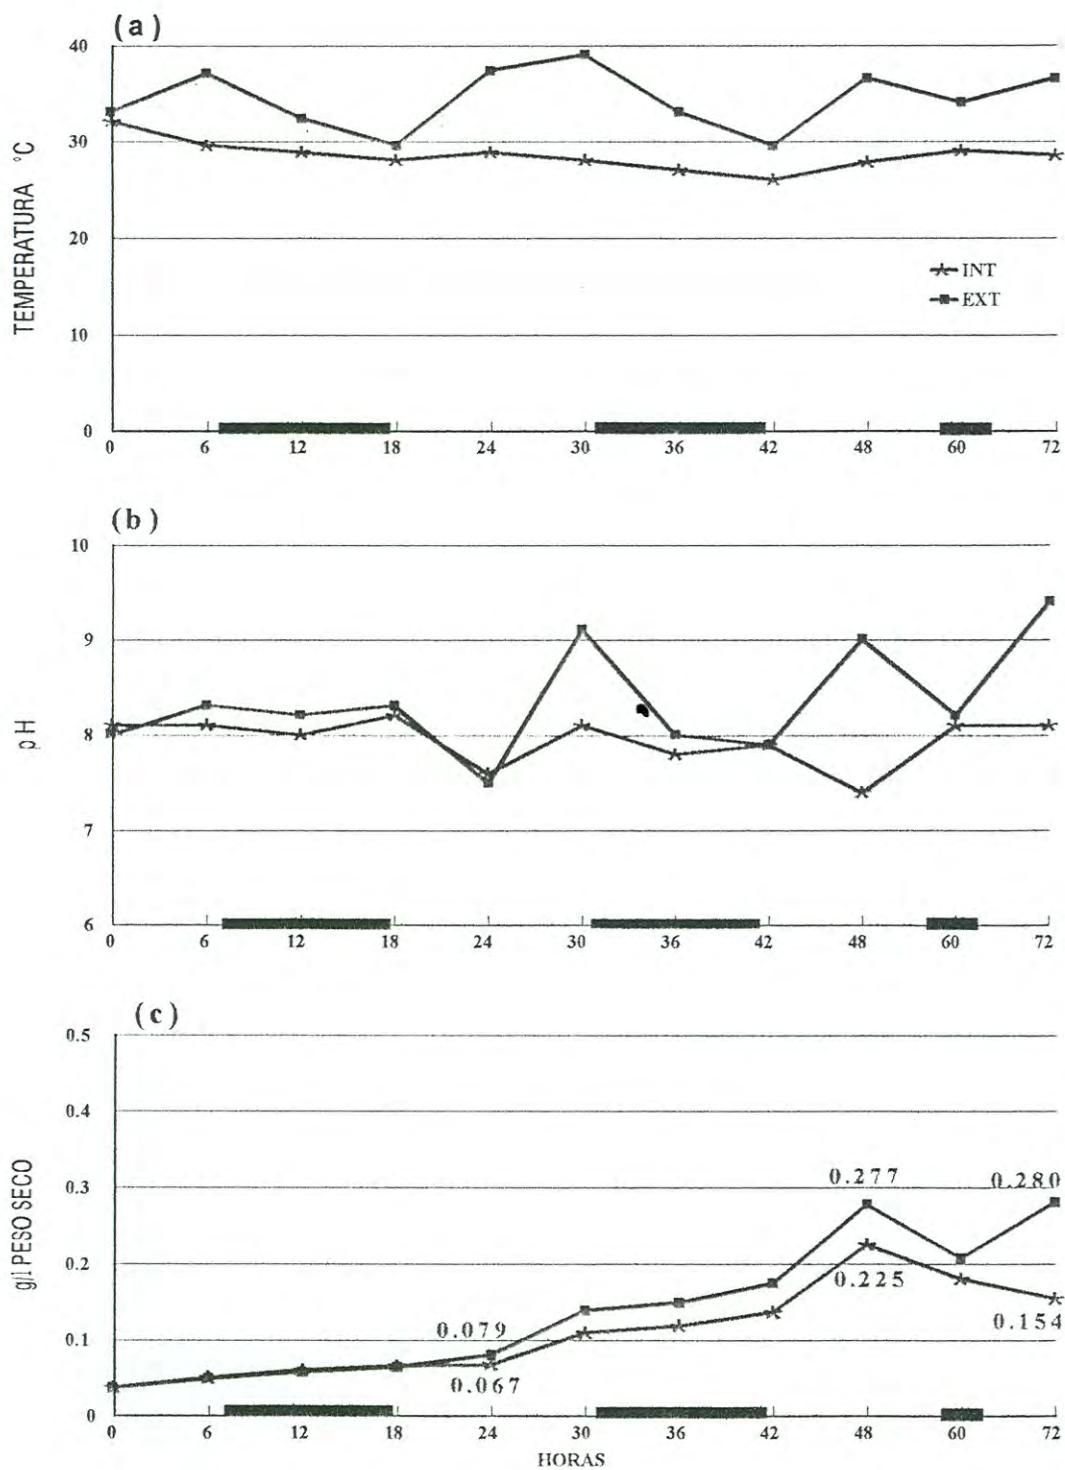 (a)
40
30
20
10
0
TEMPERATURA °C
INT
EXT
0 6 12 18 24 30 36 42 48 60 72
(b)
10
9
8
7
6
pH
0 6 12 18 24 30 36 42 48 60 72
(c)
0.5
0.4
0.3
0.2
0.1
0
g/l PESO SECO
0.277
0.280
0.225
0.154
0.079
0.067
0 6 12 18 24 30 36 42 48 60 72
HORAS